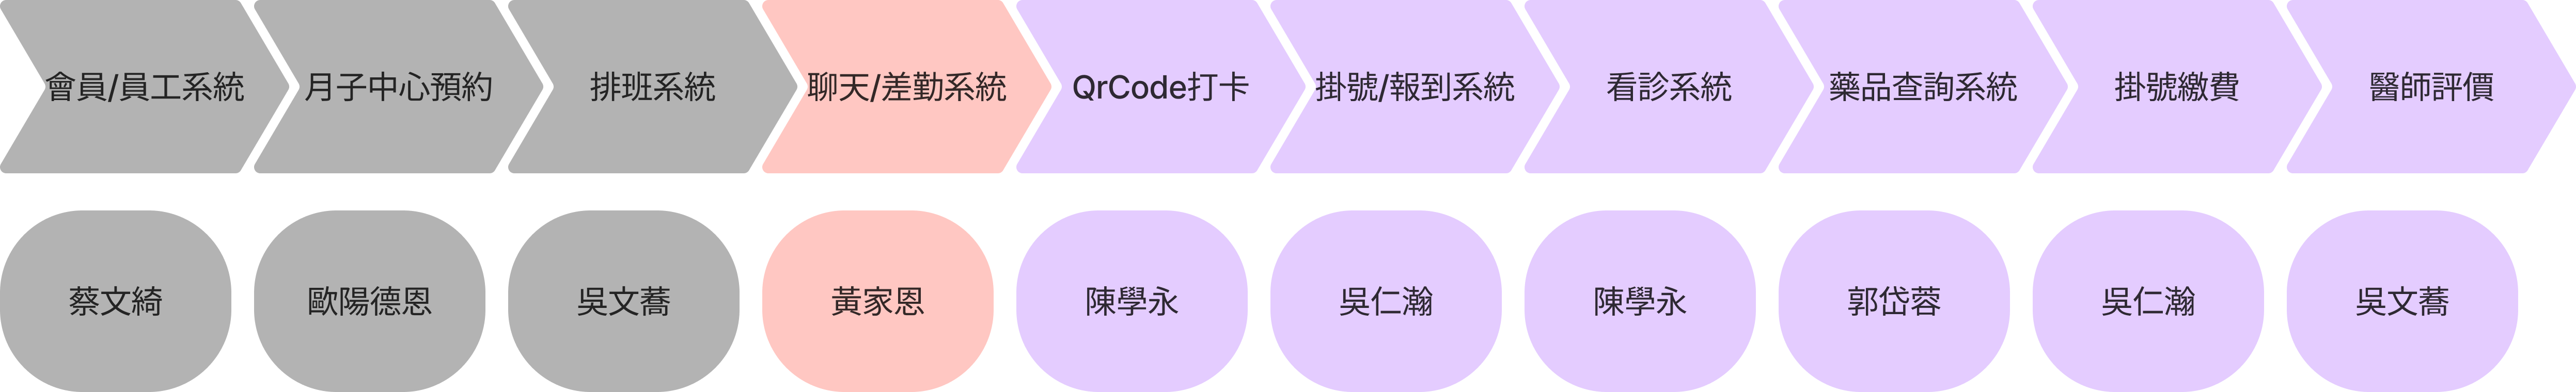 會員/員工系統
月子中心預約
排班系統
聊天/差勤系統
QrCode打卡
掛號/報到系統
看診系統
藥品查詢系統
掛號繳費
醫師評價
蔡文綺
歐陽德恩
吳文蕎
黃家恩
陳學永
吳仁瀚
陳學永
郭岱蓉
吳仁瀚
吳文蕎